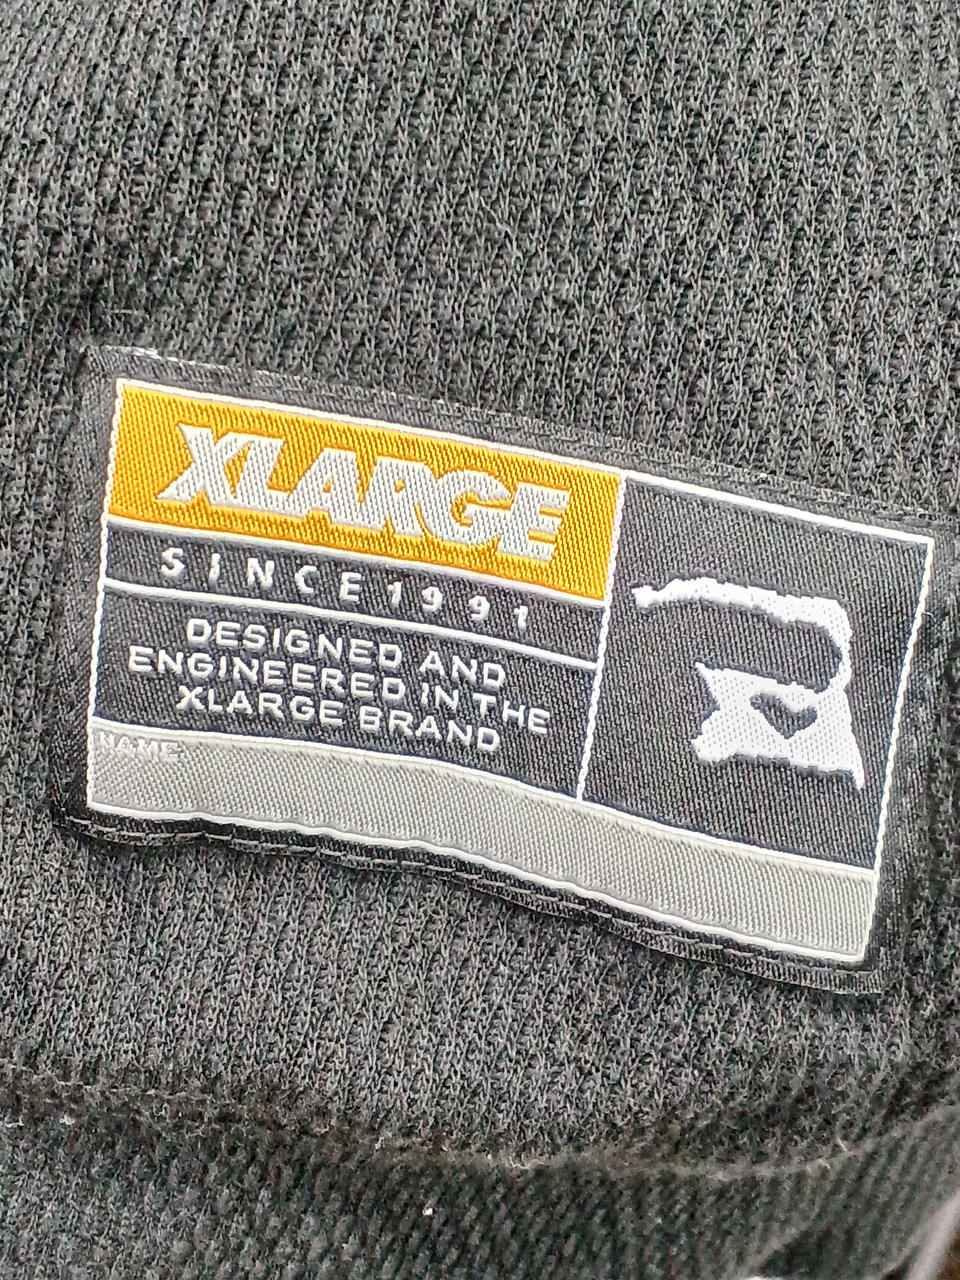 XLARGE
SINCE 1991
DESIGNED AND
ENGINEERED IN THE
XLARGE BRAND
NAME: